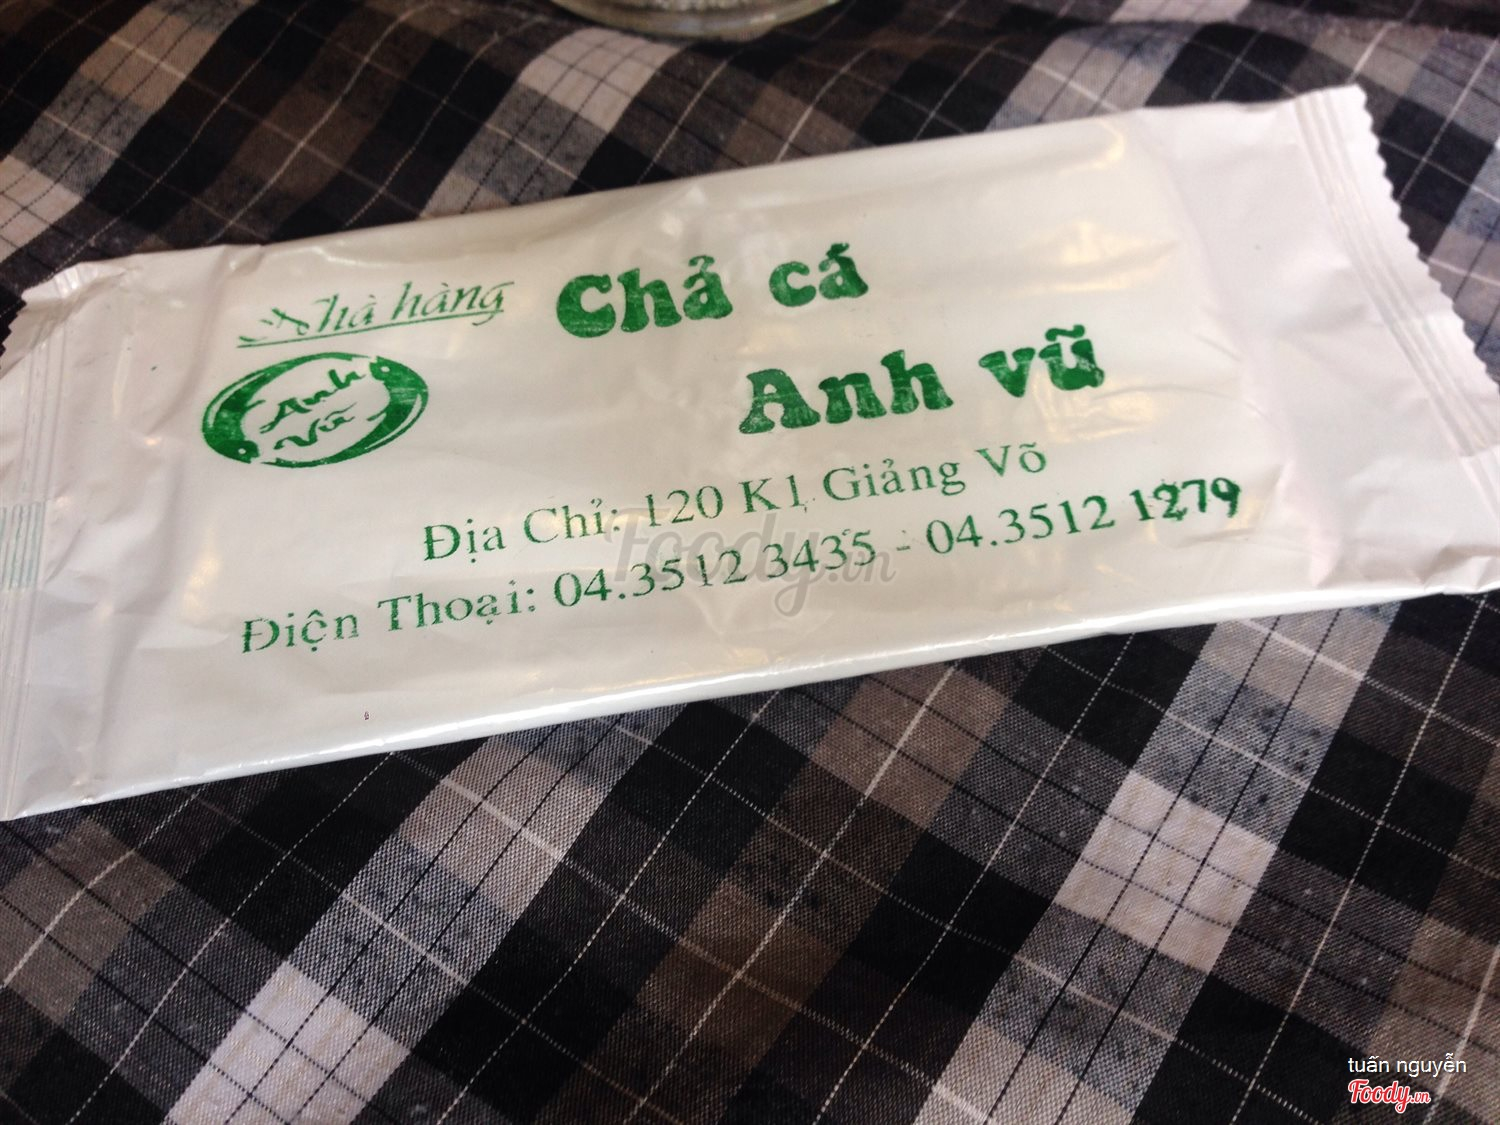 Nhà hàng
Chả cá
Anh vũ
Anh
Vũ
Địa Chỉ: 120 K1 Giảng Võ
Điện Thoại: 04.3512 3435 - 04.3512 1279
Foody.vn
tuấn nguyễn
Foody.vn